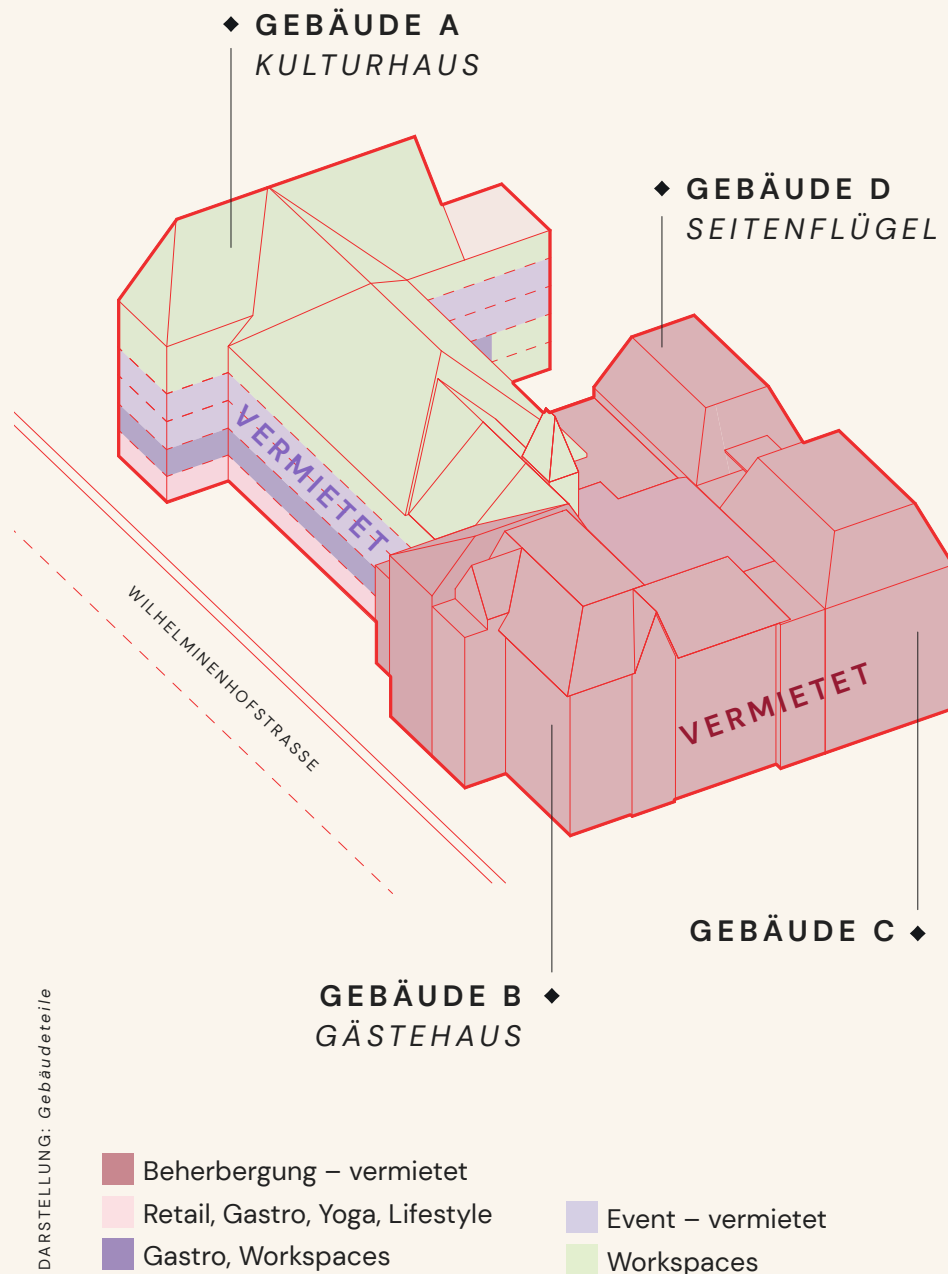 GEBÄUDE A
KULTURHAUS
GEBÄUDE D
SEITENFLÜGEL
VERMIETET
WILHELMINENHOFSTRASSE
VERMIETET
GEBÄUDE C
GEBÄUDE B
GÄSTEHAUS
DARSTELLUNG: Gebäudeteile
Beherbergung – vermietet
Retail, Gastro, Yoga, Lifestyle
Gastro, Workspaces
Event – vermietet
Workspaces